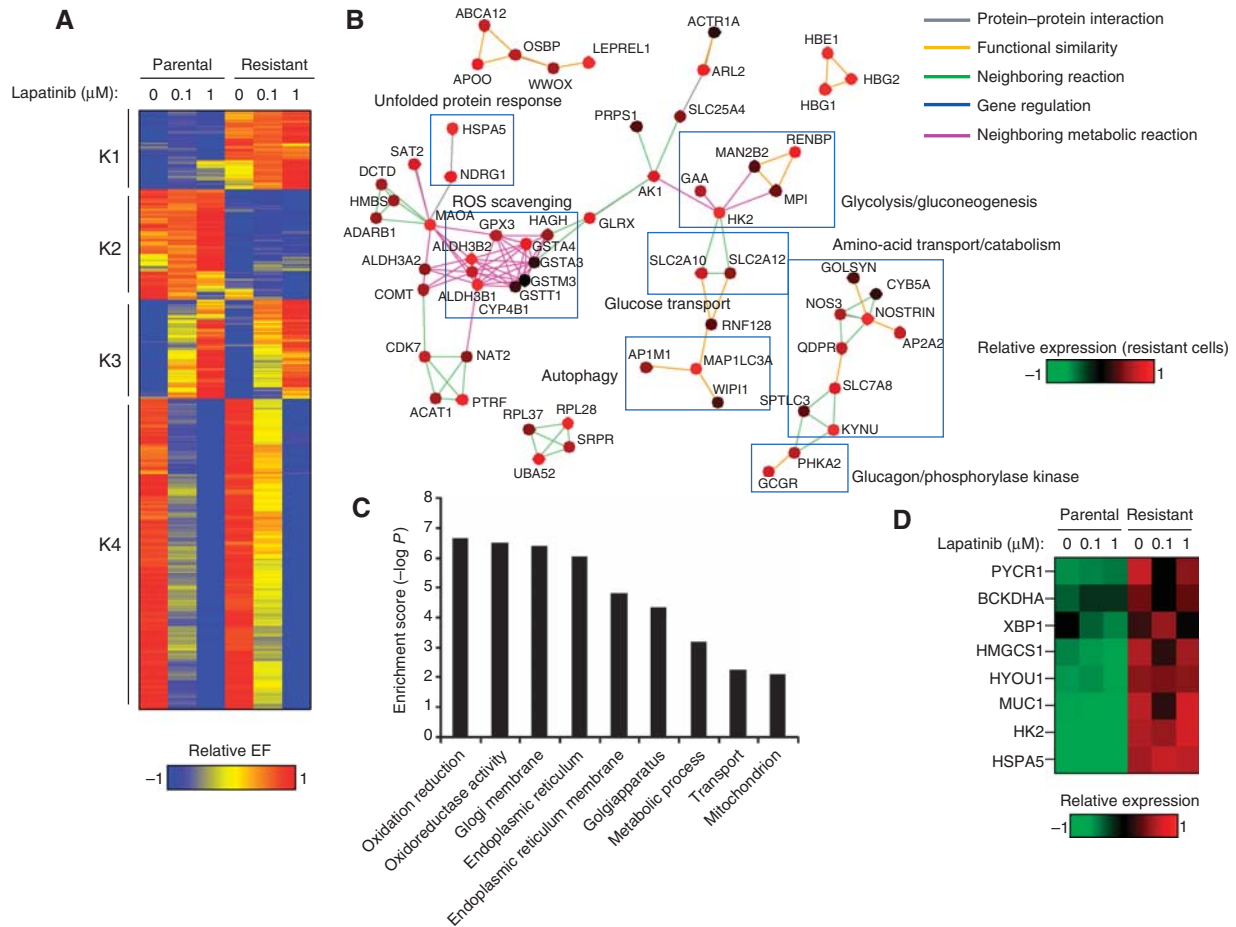 A
Parental Resistant
Lapatinib (μM): 0 0.1 1 0 0.1 1
K1
K2
K3
K4
Relative EF
–1 1
B
ABCA12
OSBP
LEPREL1
APOO
WWOX
ACTR1A
ARL2
HBE1
HBG2
HBG1
Protein–protein interaction
Functional similarity
Neighboring reaction
Gene regulation
Neighboring metabolic reaction
Unfolded protein response
HSPA5
NDRG1
PRPS1
SLC25A4
RENBP
MAN2B2
GAA
MPI
AK1
HK2
Glycolysis/gluconeogenesis
SAT2
DCTD
HMBS
ADARB1
MAOA
ROS scavenging
GPX3
HAGH
GLRX
ALDH3B2
GSTA4
GSTA3
ALDH3A2
GSTM3
COMT
ALDH3B1
GSTT1
CYP4B1
SLC2A10
SLC2A12
Glucose transport
RNF128
Amino-acid transport/catabolism
GOLSYN
CYB5A
NOS3
NOSTRIN
AP2A2
QDPR
SLC7A8
SPTLC3
KYNU
CDK7
NAT2
ACAT1
PTRF
Autophagy
AP1M1
MAP1LC3A
WIPI1
RPL37
RPL28
SRPR
UBA52
PHKA2
GCGR
Glucagon/phosphorylase kinase
Relative expression (resistant cells)
–1 1
C
Enrichment score (–log P)
8
7
6
5
4
3
2
1
0
Oxidation reduction
Oxidoreductase activity
Glogi membrane
Endoplasmic reticulum
Endoplasmic reticulum membrane
Golgiapparatus
Metabolic process
Transport
Mitochondrion
D
Parental Resistant
Lapatinib (μM): 0 0.1 1 0 0.1 1
PYCR1
BCKDHA
XBP1
HMGCS1
HYOU1
MUC1
HK2
HSPA5
Relative expression
–1 1